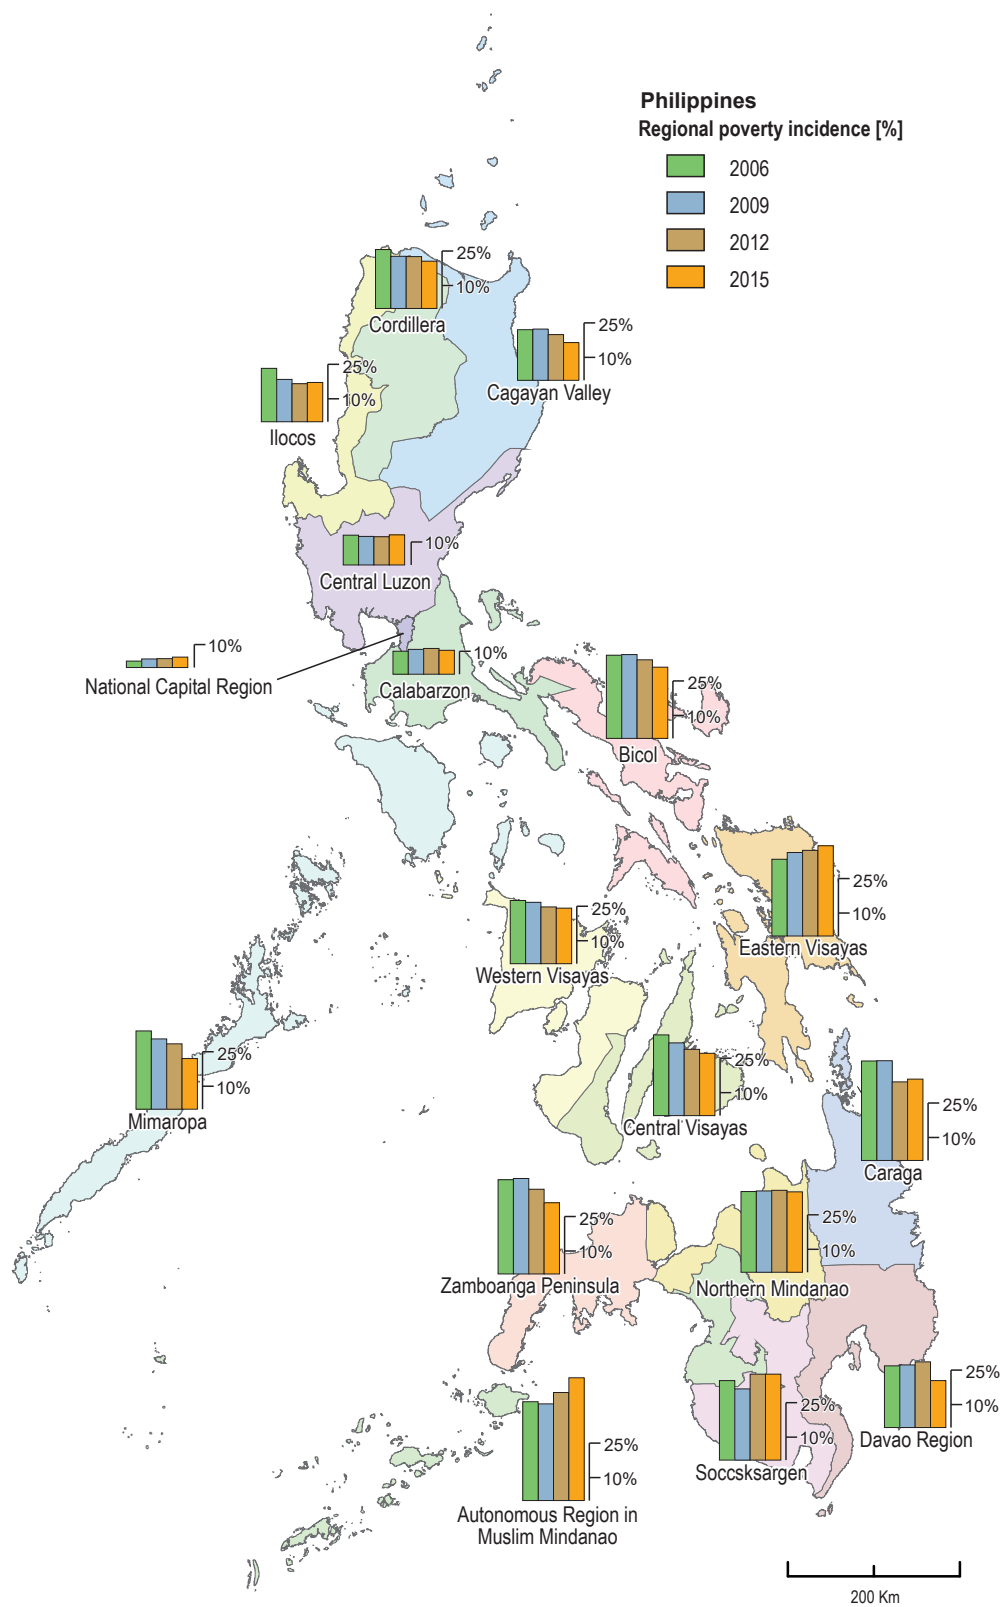 Philippines
Regional poverty incidence [%]
2006
2009
2012
2015
25%
10%
Cordillera
25%
10%
Cagayan Valley
25%
10%
Ilocos
10%
Central Luzon
10%
National Capital Region
10%
Calabarzon
25%
10%
Bicol
25%
10%
Eastern Visayas
25%
10%
Western Visayas
25%
10%
Mimaropa
25%
10%
Central Visayas
25%
10%
Caraga
25%
10%
Zamboanga Peninsula
25%
10%
Northern Mindanao
25%
10%
Davao Region
25%
10%
Soccsksargen
25%
10%
Autonomous Region in
Muslim Mindanao
200 Km